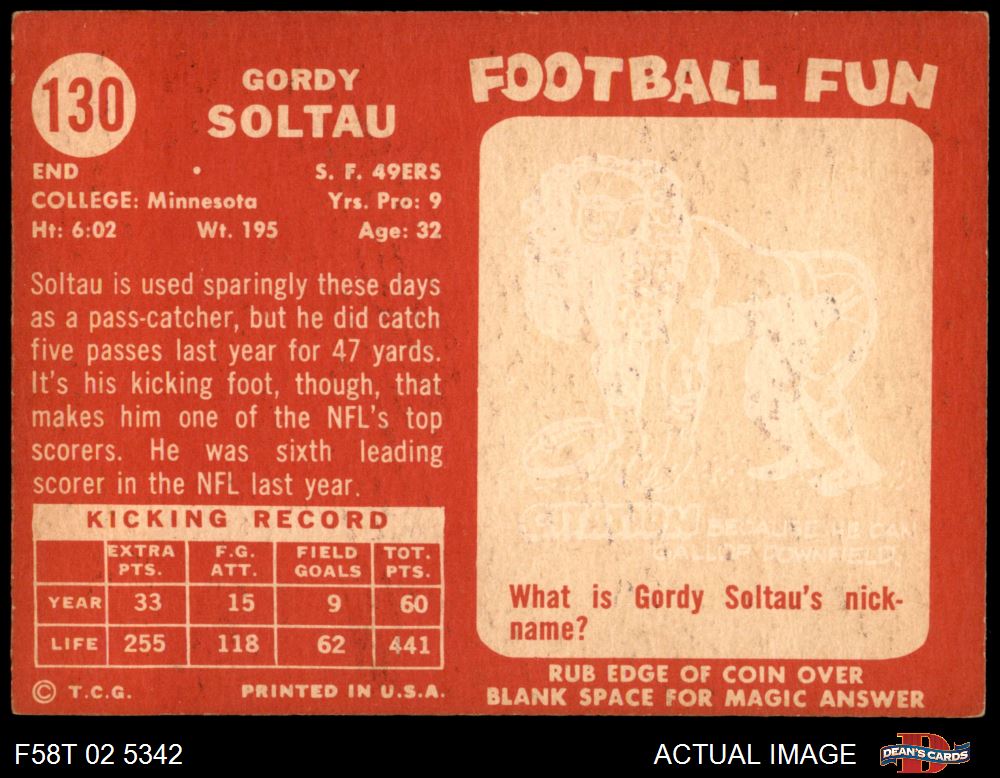 130
GORDY
SOLTAU
END • S. F. 49ERS
COLLEGE: Minnesota Yrs. Pro: 9
Ht: 6:02 Wt. 195 Age: 32
Soltau is used sparingly these days
as a pass-catcher, but he did catch
five passes last year for 47 yards.
It's his kicking foot, though, that
makes him one of the NFL's top
scorers. He was sixth leading
scorer in the NFL last year.
KICKING RECORD
EXTRA PTS. F.G. ATT. FIELD GOALS TOT. PTS.
YEAR 33 15 9 60
LIFE 255 118 62 441
© T.C.G. PRINTED IN U.S.A.
FOOTBALL FUN
BECAUSE HE CAN
GALLOP DOWNFIELD.
What is Gordy Soltau's nick-
name?
RUB EDGE OF COIN OVER
BLANK SPACE FOR MAGIC ANSWER
F58T 02 5342
ACTUAL IMAGE
DEAN'S CARDS